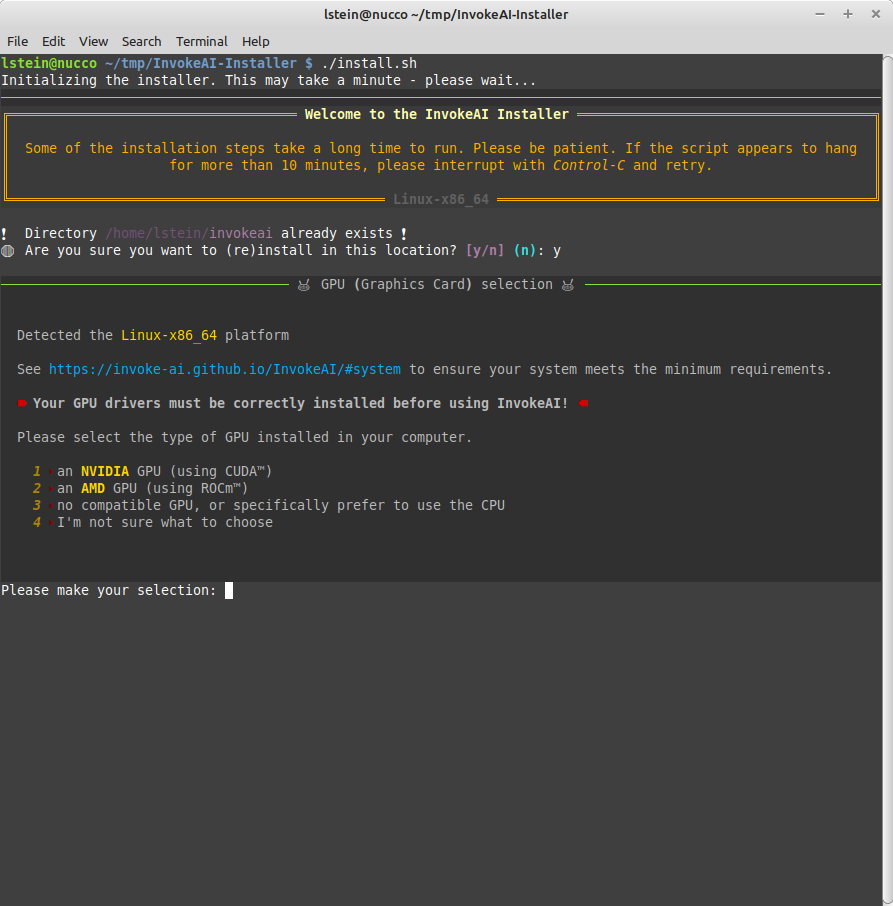 lstein@nucco ~/tmp/InvokeAI-Installer
File Edit View Search Terminal Help
lstein@nucco ~/tmp/InvokeAI-Installer $ ./install.sh
Initializing the installer. This may take a minute - please wait...
Welcome to the InvokeAI Installer
Some of the installation steps take a long time to run. Please be patient. If the script appears to hang
for more than 10 minutes, please interrupt with Control-C and retry.
Linux-x86_64
! Directory /home/lstein/invokeai already exists !
Are you sure you want to (re)install in this location? [y/n] (n): y
GPU (Graphics Card) selection
Detected the Linux-x86_64 platform
See https://invoke-ai.github.io/InvokeAI/#system to ensure your system meets the minimum requirements.
Your GPU drivers must be correctly installed before using InvokeAI!
Please select the type of GPU installed in your computer.
1 an NVIDIA GPU (using CUDA™)
2 an AMD GPU (using ROCm™)
3 no compatible GPU, or specifically prefer to use the CPU
4 I'm not sure what to choose
Please make your selection: